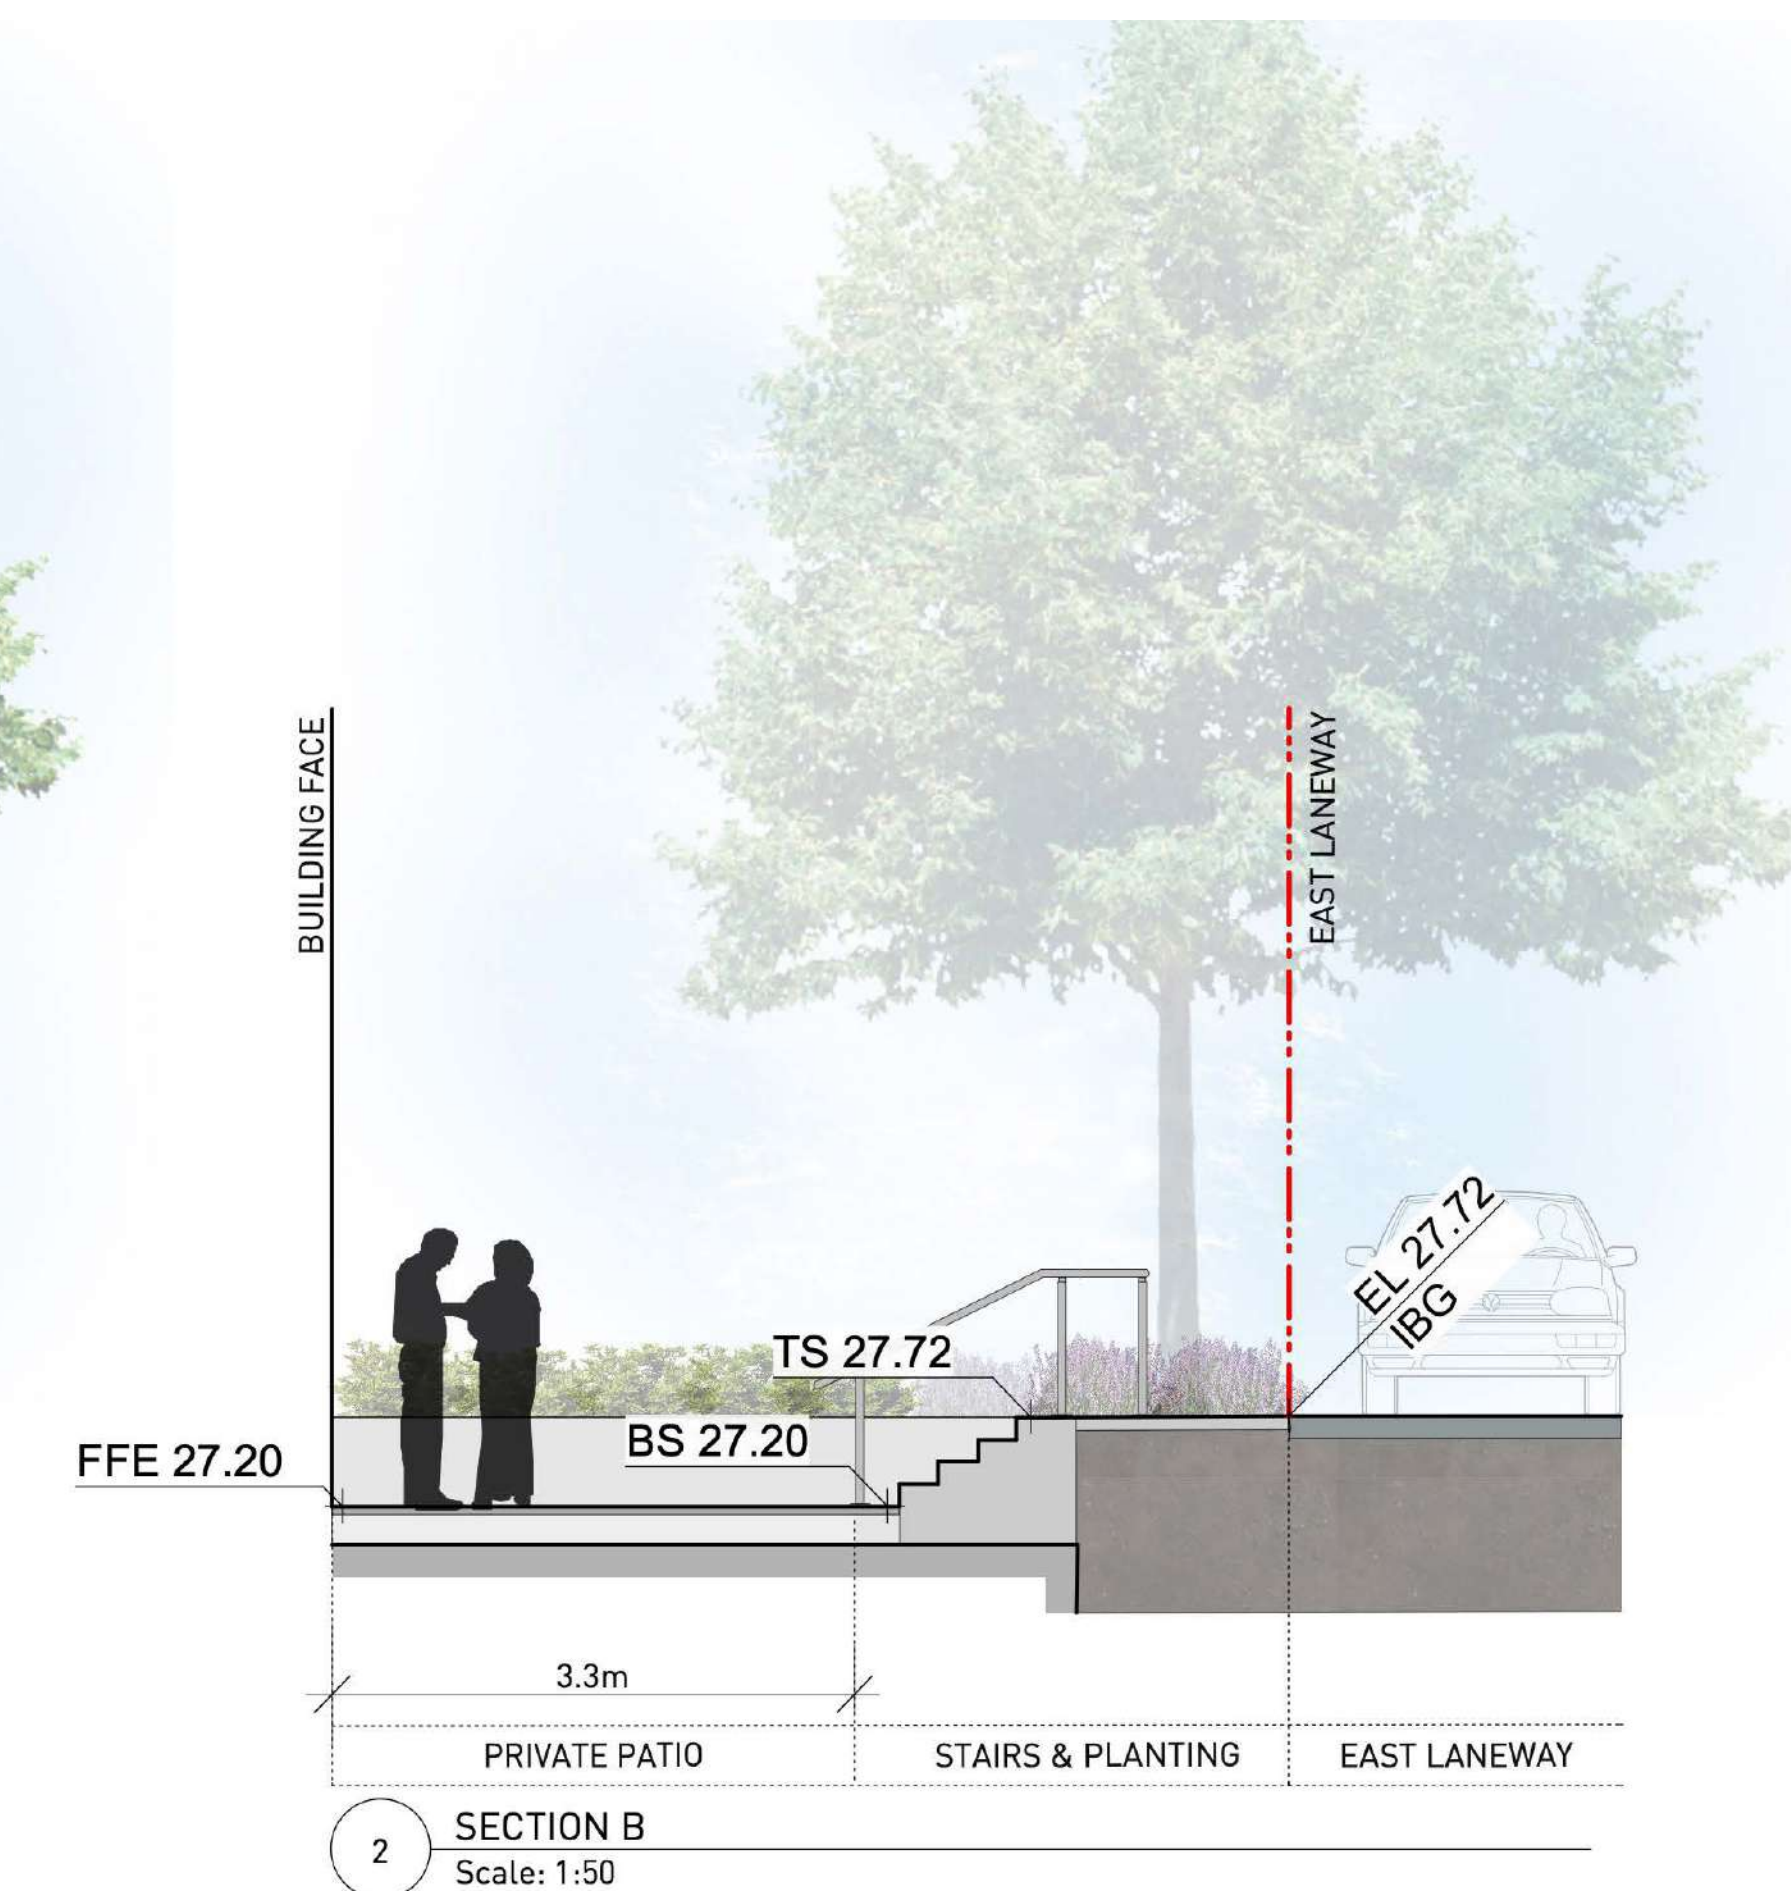 BUILDING FACE
EAST LANEWAY
EL 27.72
IBG
TS 27.72
BS 27.20
FFE 27.20
3.3m
PRIVATE PATIO
STAIRS & PLANTING
EAST LANEWAY
2
SECTION B
Scale: 1:50